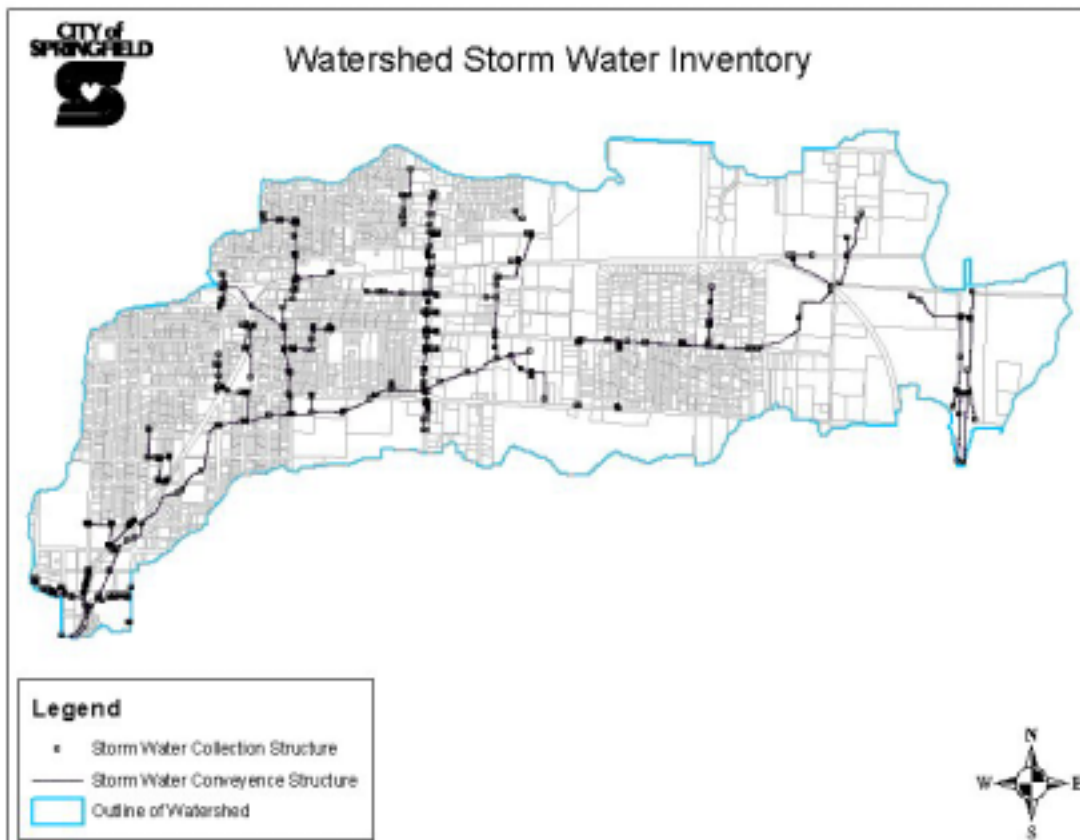 CITY of
SPRINGFIELD
Watershed Storm Water Inventory
Legend
Storm Water Collection Structure
Storm Water Conveyence Structure
Outline of Watershed
N
W E
S